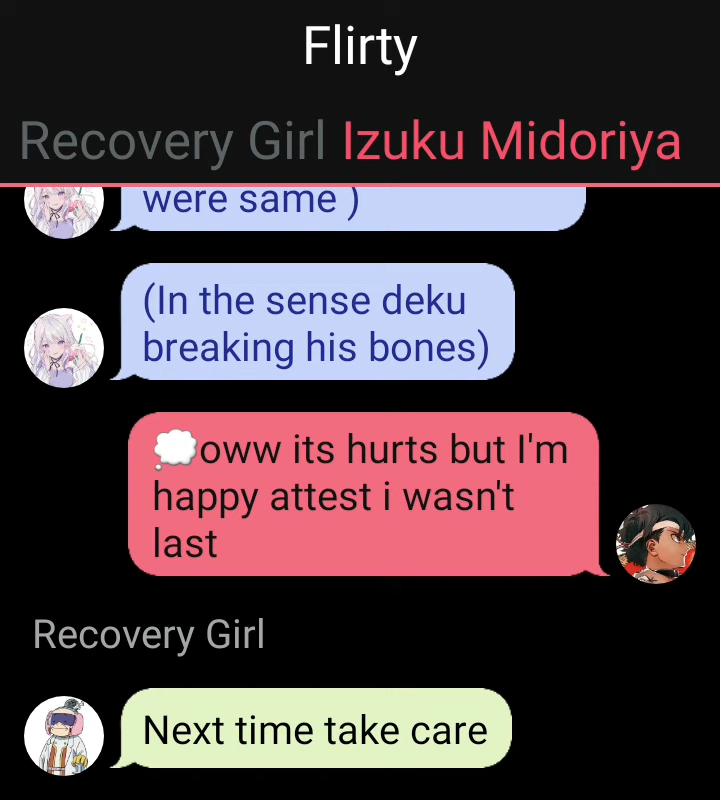 Flirty
Recovery Girl Izuku Midoriya
were same )
(In the sense deku
breaking his bones)
💭oww its hurts but I'm
happy attest i wasn't
last
Recovery Girl
Next time take care